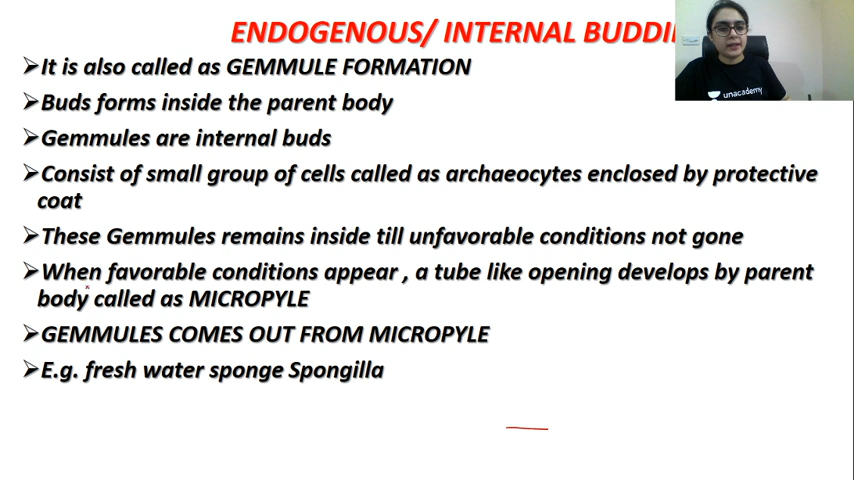 ENDOGENOUS/ INTERNAL
It is also called as GEMMULE FORMATION
Buds forms inside the parent body
Gemmules are internal buds
Consist of small group of cells called as archaeocytes enclosed by protective
coat
These Gemmules remains inside till unfavorable conditions not gone
When favorable conditions appear , a tube like opening develops by parent
body called as MICROPYLE
GEMMULES COMES OUT FROM MICROPYLE
E.g. fresh water sponge Spongilla
unacademy